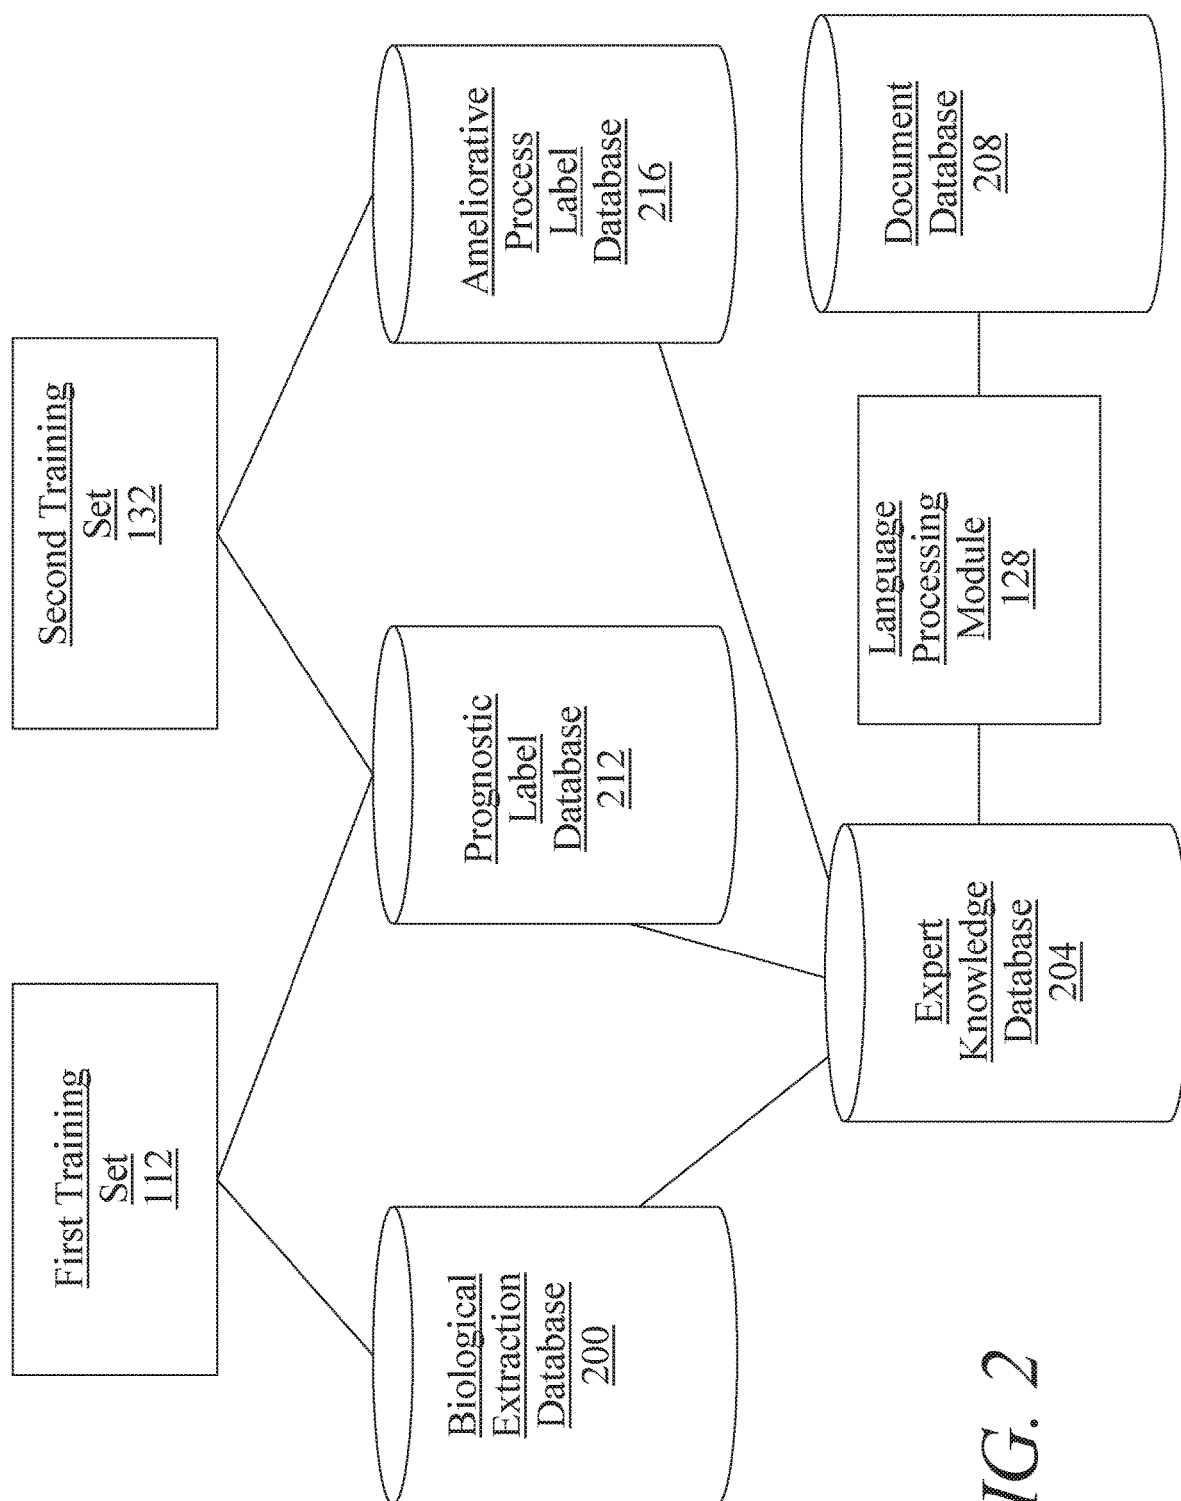 First Training
Set
112
Second Training
Set
132
Biological
Extraction
Database
200
Prognostic
Label
Database
212
Ameliorative
Process
Label
Database
216
Expert
Knowledge
Database
204
Language
Processing
Module
128
Document
Database
208
IG. 2